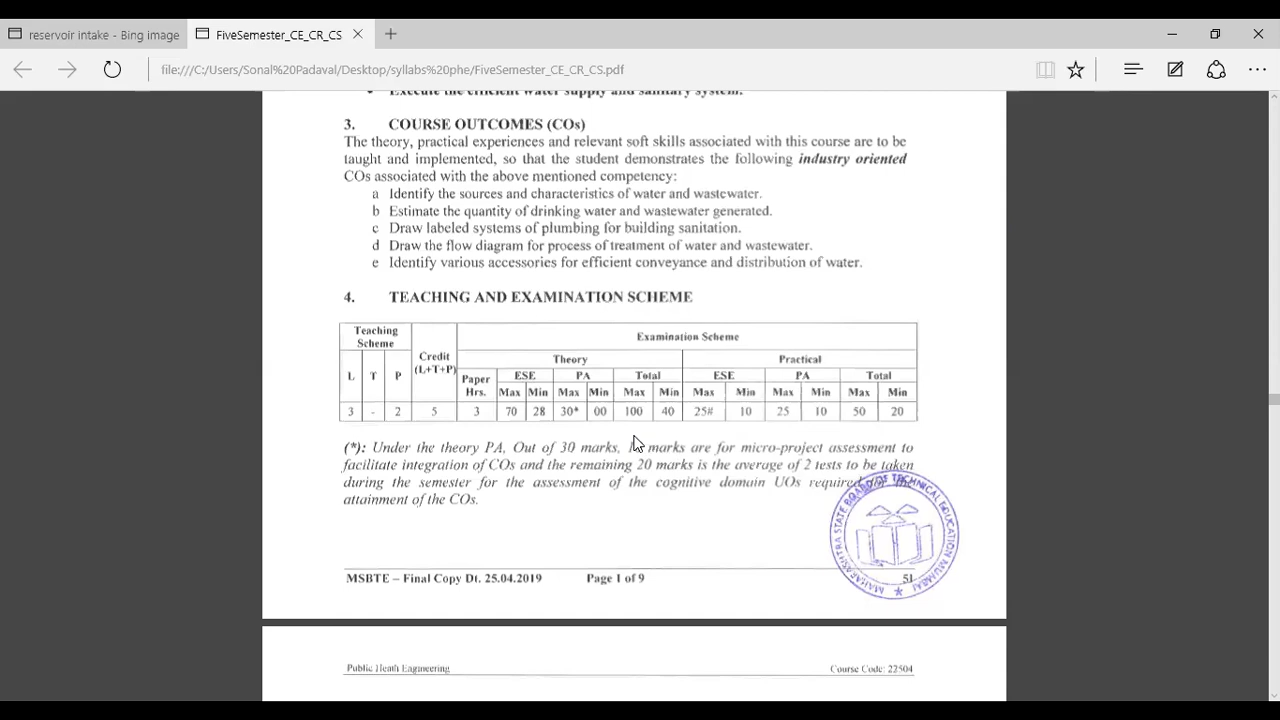 reservoir intake - Bing image
FiveSemester_CE_CR_CS
file:///C:/Users/Sonal%20Padaval/Desktop/syllabs%20phe/FiveSemester_CE_CR_CS.pdf
• Execute the efficient water supply and sanitary system.
3. COURSE OUTCOMES (COs)
The theory, practical experiences and relevant soft skills associated with this course are to be
taught and implemented, so that the student demonstrates the following industry oriented
COs associated with the above mentioned competency:
a Identify the sources and characteristics of water and wastewater.
b Estimate the quantity of drinking water and wastewater generated.
c Draw labeled systems of plumbing for building sanitation.
d Draw the flow diagram for process of treatment of water and wastewater.
e Identify various accessories for efficient conveyance and distribution of water.
4. TEACHING AND EXAMINATION SCHEME
Teaching Scheme Credit (L+T+P) Examination Scheme
Theory Practical
L T P Paper Hrs. ESE PA Total ESE PA Total
Max Min Max Min Max Min Max Min Max Min Max Min
3 - 2 5 3 70 28 30* 00 100 40 25# 10 25 10 50 20
(*): Under the theory PA, Out of 30 marks, marks are for micro-project assessment to
facilitate integration of COs and the remaining 20 marks is the average of 2 tests to be taken
during the semester for the assessment of the cognitive domain UOs required
attainment of the COs.
MAHARASHTRA STATE BOARD OF TECHNICAL EDUCATION MUMBAI
MSBTE – Final Copy Dt. 25.04.2019 Page 1 of 9 51
Public Heath Engineering Course Code: 22504